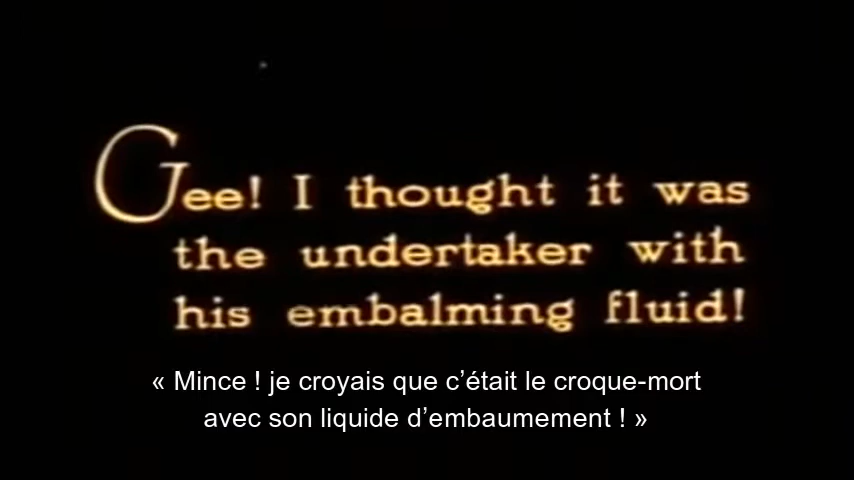 Gee! I thought it was
the undertaker with
his embalming fluid!
« Mince ! je croyais que c’était le croque-mort
avec son liquide d’embaumement ! »